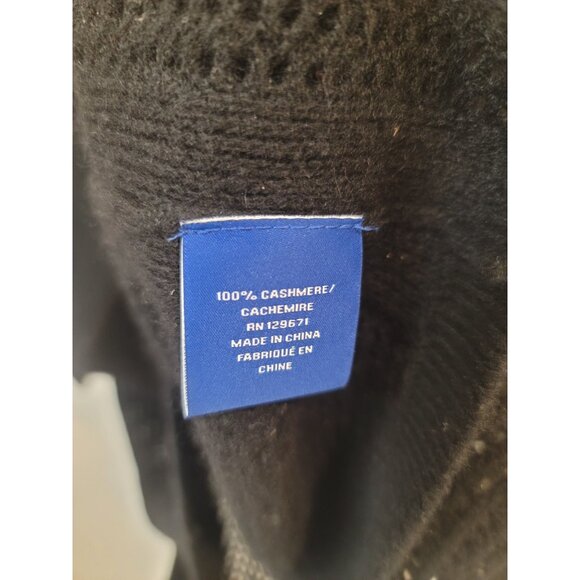 100% CASHMERE/
CACHEMIRE
RN 129671
MADE IN CHINA
FABRIQUÉ EN
CHINE